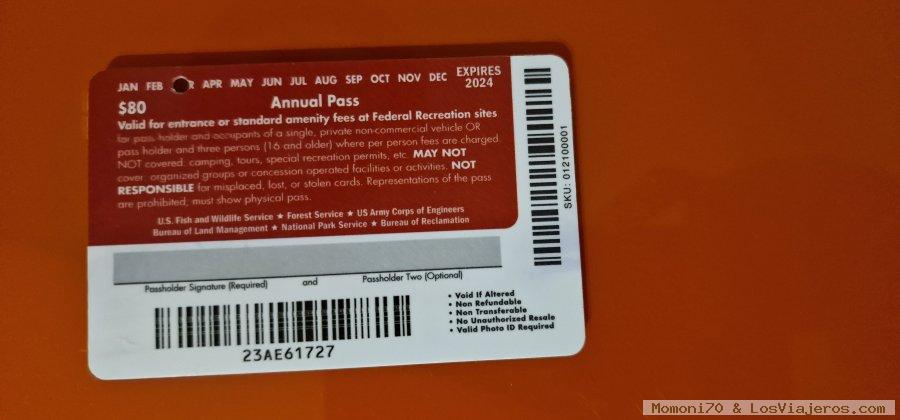 JAN FEB R APR MAY JUN JUL AUG SEP OCT NOV DEC EXPIRES 2024
$80 Annual Pass
Valid for entrance or standard amenity fees at Federal Recreation sites
for pass holder and occupants of a single, private non-commercial vehicle OR
pass holder and three persons (16 and older) where per person fees are charged.
NOT covered: camping, tours, special recreation permits, etc. MAY NOT
cover: organized groups or concession operated facilities or activities. NOT
RESPONSIBLE for misplaced, lost, or stolen cards. Representations of the pass
are prohibited; must show physical pass.
U.S. Fish and Wildlife Service ★ Forest Service ★ US Army Corps of Engineers
Bureau of Land Management ★ National Park Service ★ Bureau of Reclamation
Passholder Signature (Required) and Passholder Two (Optional)
23AE61727
• Void If Altered
• Non Refundable
• Non Transferable
• No Unauthorized Resale
• Valid Photo ID Required
SKU: 012100001
Momoni70 & LosViajeros.com